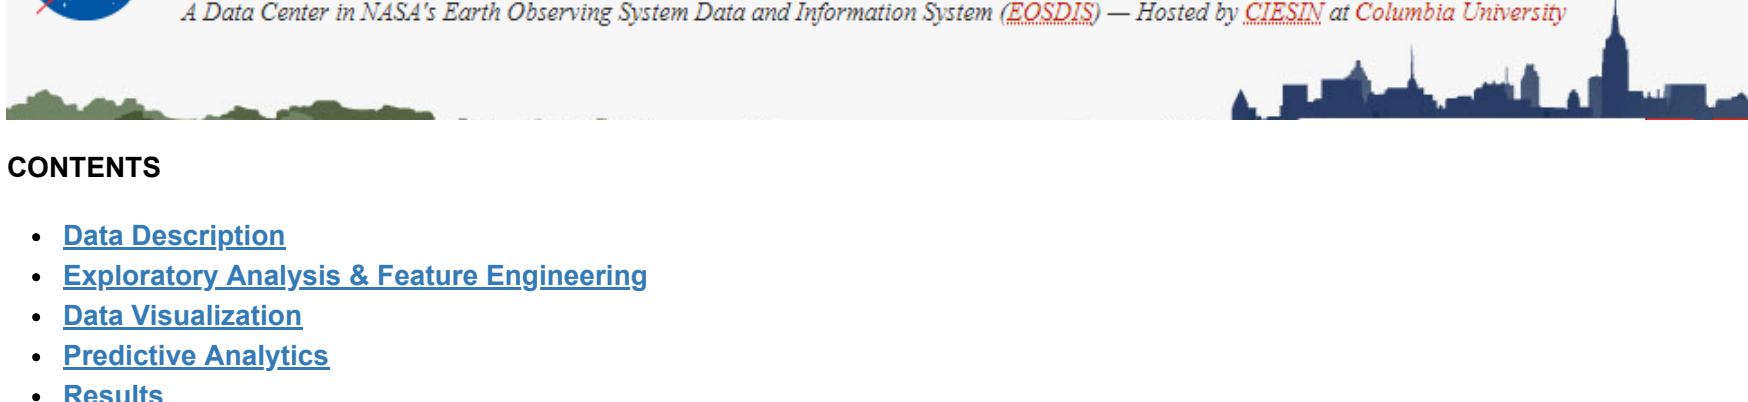 A Data Center in NASA's Earth Observing System Data and Information System (EOSDIS) — Hosted by CIESIN at Columbia University
CONTENTS
• Data Description
• Exploratory Analysis & Feature Engineering
• Data Visualization
• Predictive Analytics
• Results